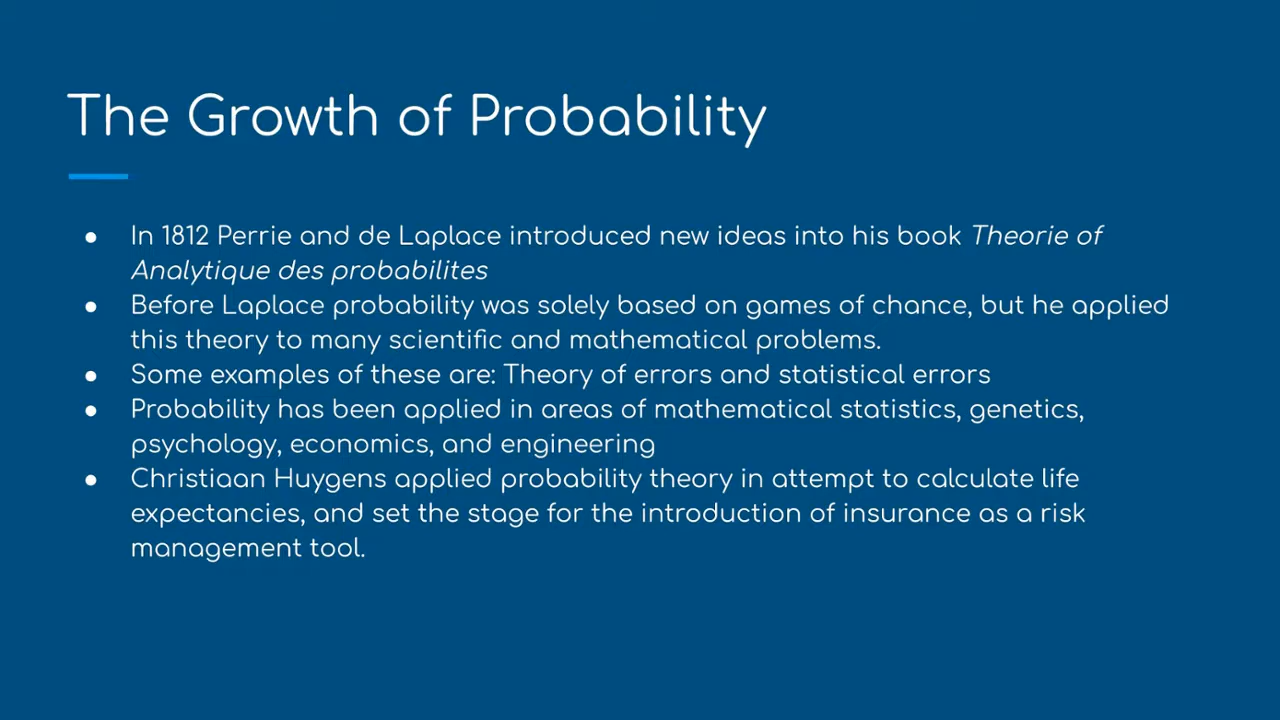 The Growth of Probability
● In 1812 Perrie and de Laplace introduced new ideas into his book Theorie of
Analytique des probabilites
● Before Laplace probability was solely based on games of chance, but he applied
this theory to many scientific and mathematical problems.
● Some examples of these are: Theory of errors and statistical errors
● Probability has been applied in areas of mathematical statistics, genetics,
psychology, economics, and engineering
● Christiaan Huygens applied probability theory in attempt to calculate life
expectancies, and set the stage for the introduction of insurance as a risk
management tool.